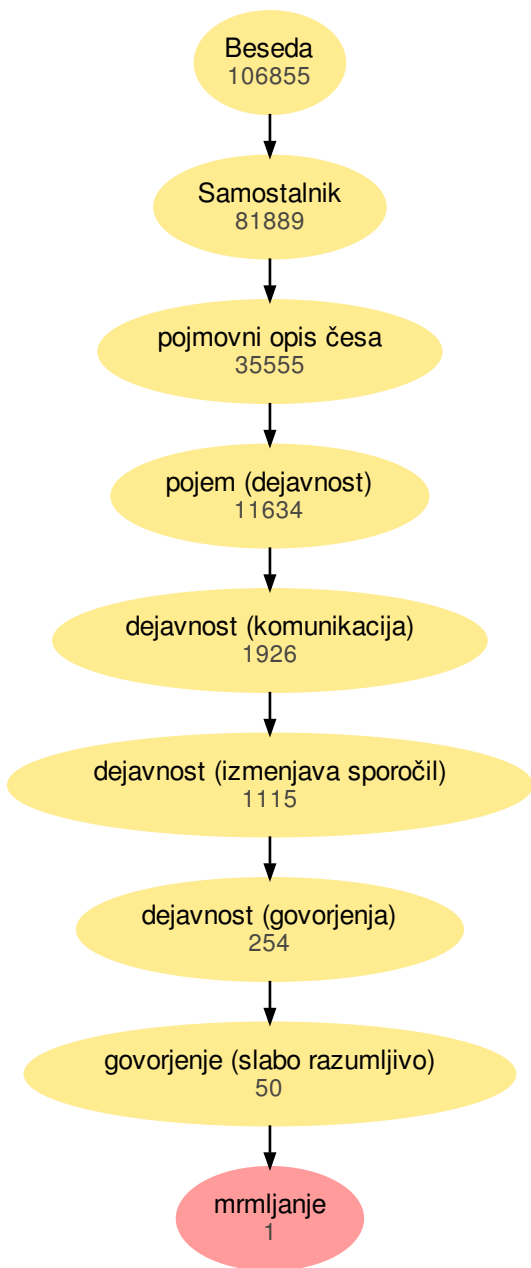 Beseda
106855
Samostalnik
81889
pojmovni opis česa
35555
pojem (dejavnost)
11634
dejavnost (komunikacija)
1926
dejavnost (izmenjava sporočil)
1115
dejavnost (govorjenja)
254
govorjenje (slabo razumljivo)
50
mrmljanje
1